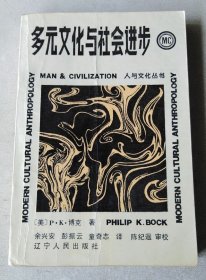 多元文化与社会进步
MC
MAN & CIVILIZATION 人与文化丛书
MODERN CULTURAL ANTHROPOLOGY
MODERN CULTURAL ANTHROPOLOGY
〔美〕P·K·博克 著 PHILIP K. BOCK
余兴安 彭振云 童奇志 译 陈纪遥 审校
辽宁人民出版社